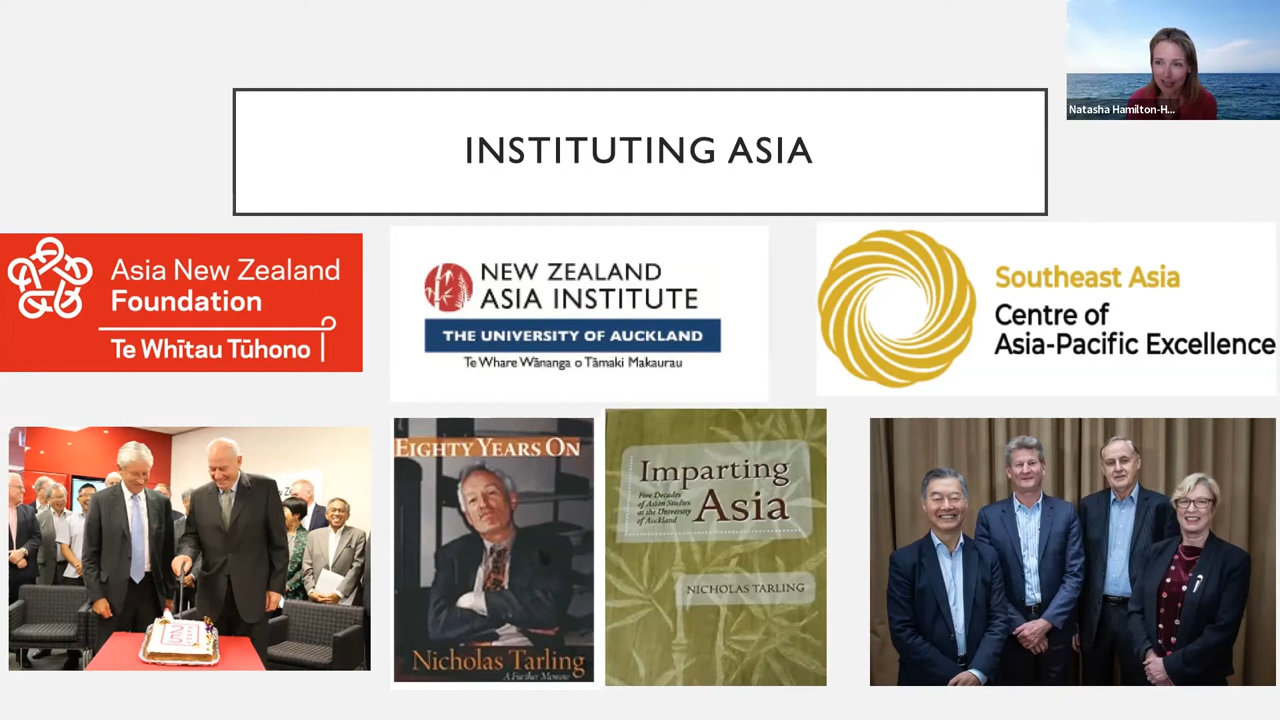 Natasha Hamilton-H...
INSTITUTING ASIA
Asia New Zealand
Foundation
Te Whītau Tūhono
NEW ZEALAND
ASIA INSTITUTE
THE UNIVERSITY OF AUCKLAND
Te Whare Wānanga o Tāmaki Makaurau
Southeast Asia
Centre of
Asia-Pacific Excellence
EIGHTY YEARS ON
Nicholas Tarling
A Further Memoir
Imparting
Asia
Five Decades
of Asian Studies
at the University
of Auckland
NICHOLAS TARLING